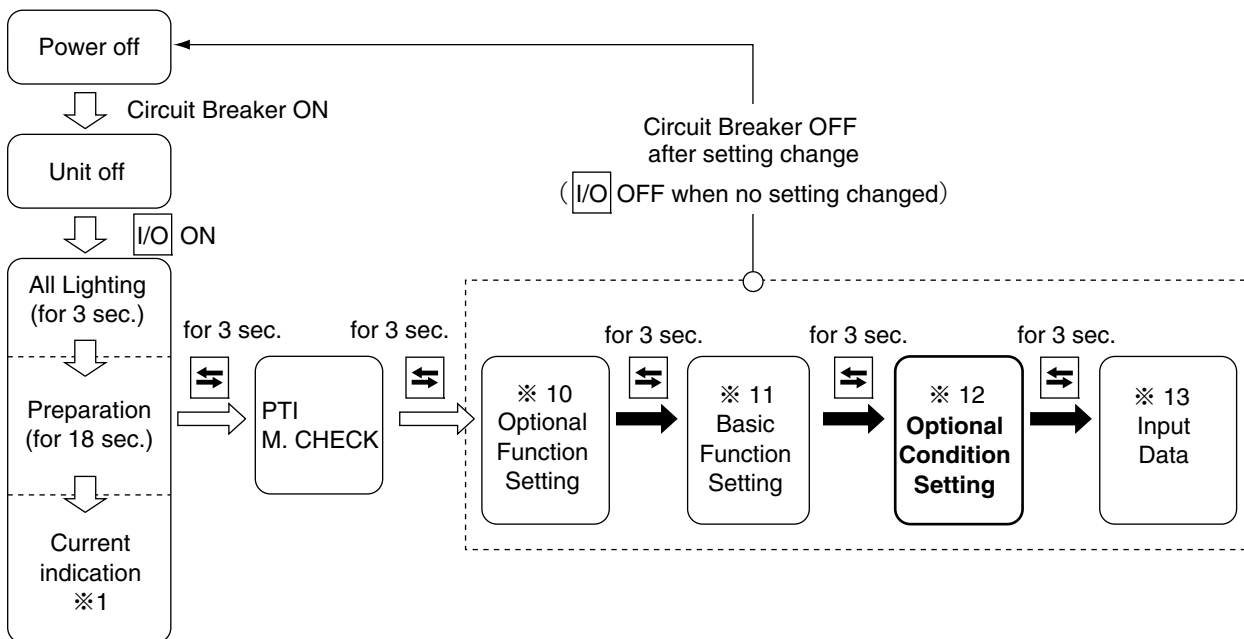 Power off
Circuit Breaker ON
Unit off
I/O ON
All Lighting
(for 3 sec.)
Preparation
(for 18 sec.)
Current
indication
※1
for 3 sec.
PTI
M. CHECK
for 3 sec.
Circuit Breaker OFF
after setting change
（ I/O OFF when no setting changed）
※ 10
Optional
Function
Setting
for 3 sec.
※ 11
Basic
Function
Setting
for 3 sec.
※ 12
Optional
Condition
Setting
for 3 sec.
※ 13
Input
Data